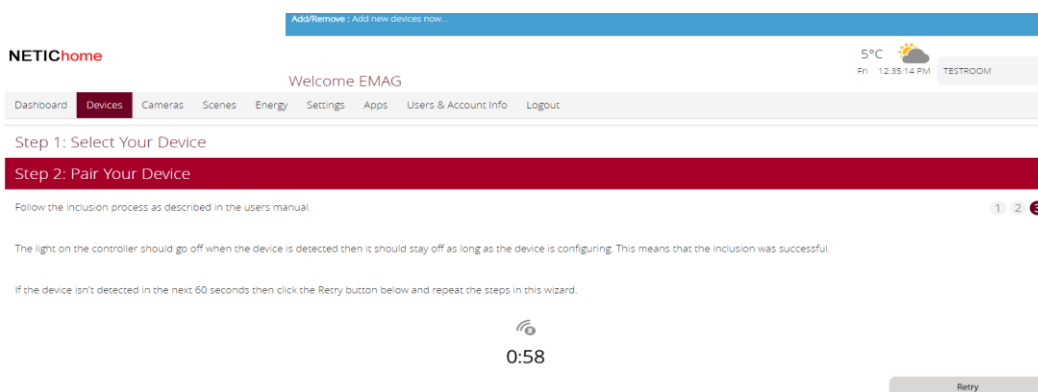 Add/Remove : Add new devices now...
NETIChome
5°C
Welcome EMAG
Fri 12:35:14 PM TESTROOM
Dashboard Devices Cameras Scenes Energy Settings Apps Users & Account Info Logout
Step 1: Select Your Device
Step 2: Pair Your Device
Follow the inclusion process as described in the users manual.
1 2 3
The light on the controller should go off when the device is detected then it should stay off as long as the device is configuring. This means that the inclusion was successful.
If the device isn't detected in the next 60 seconds then click the Retry button below and repeat the steps in this wizard.
0:58
Retry